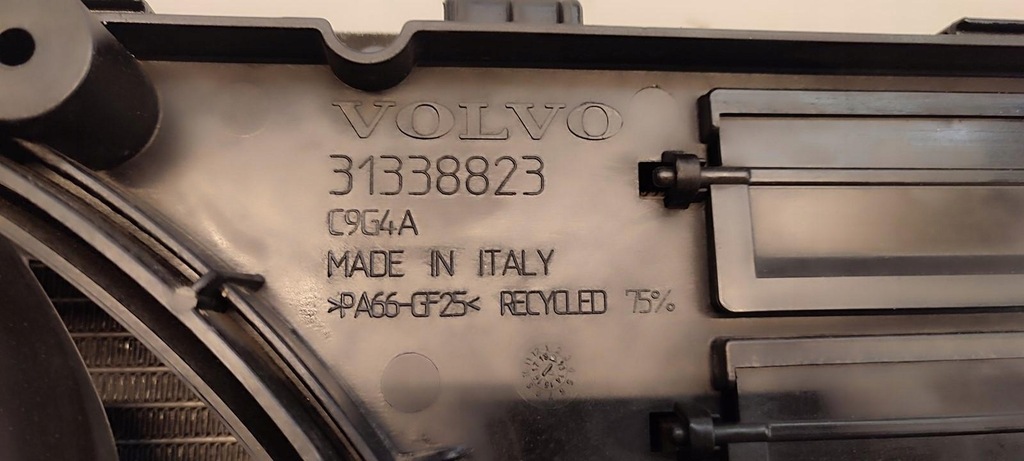 VOLVO
31338823
C9G4A
MADE IN ITALY
>PA66-GF25< RECYCLED 75%